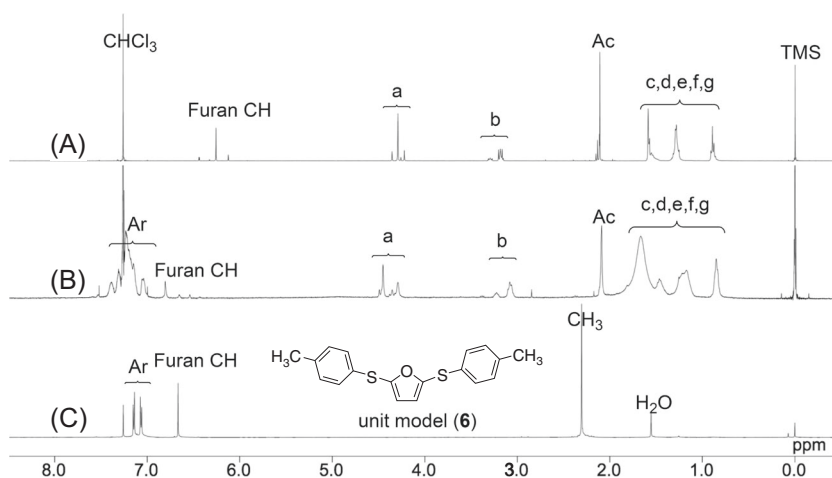 CHCl3
Furan CH
a
b
Ac
c,d,e,f,g
TMS
(A)
Ar
Furan CH
a
b
Ac
c,d,e,f,g
(B)
Ar
Furan CH
H3C
S
O
S
CH3
unit model (6)
CH3
H2O
(C)
ppm
8.0 7.0 6.0 5.0 4.0 3.0 2.0 1.0 0.0